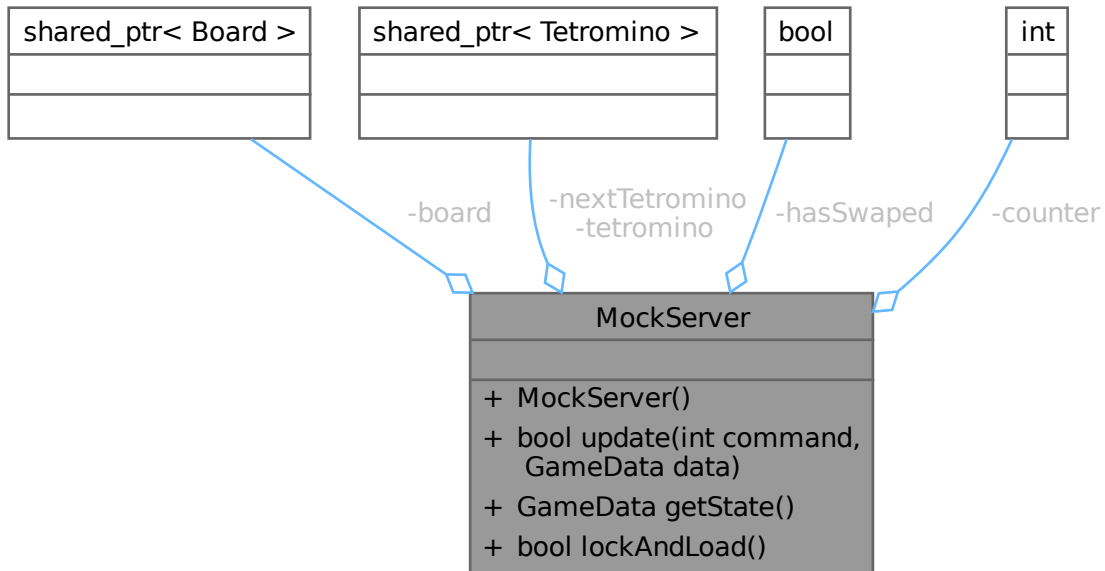 shared_ptr< Board >
shared_ptr< Tetromino >
bool
int
-board
-nextTetromino
-tetromino
-hasSwaped
-counter
MockServer
+ MockServer()
+ bool update(int command,
GameData data)
+ GameData getState()
+ bool lockAndLoad()